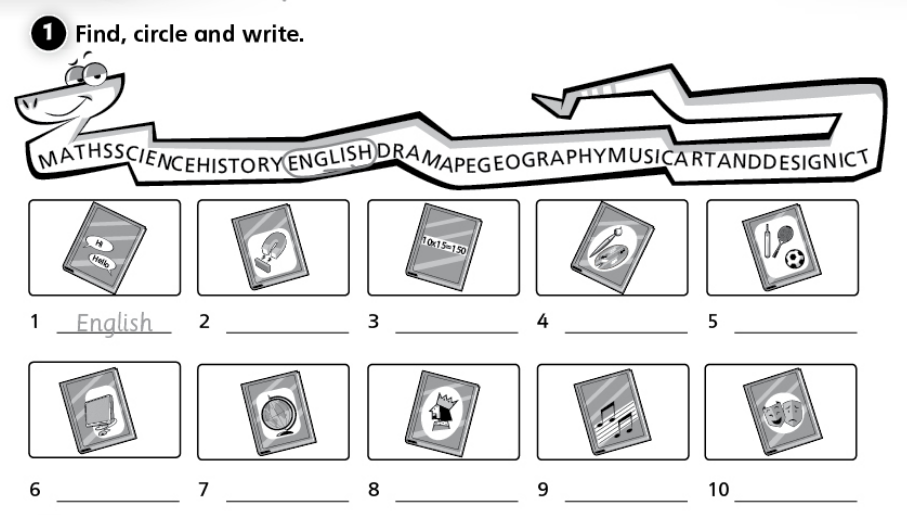 1 Find, circle and write.
MATHSSCIENCEHISTORYENGLISHDRAMAPEGEOGRAPHYMUSICARTANDDESIGNICT
Hi
Hello
10x15=150
1 English 2 3 4 5
6 7 8 9 10